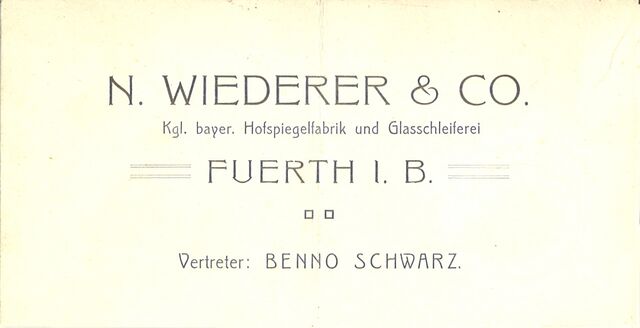 N. WIEDERER & CO.
Kgl. bayer. Hofspiegelfabrik und Glasschleiferei
FUERTH I. B.
Vertreter: BENNO SCHWARZ.